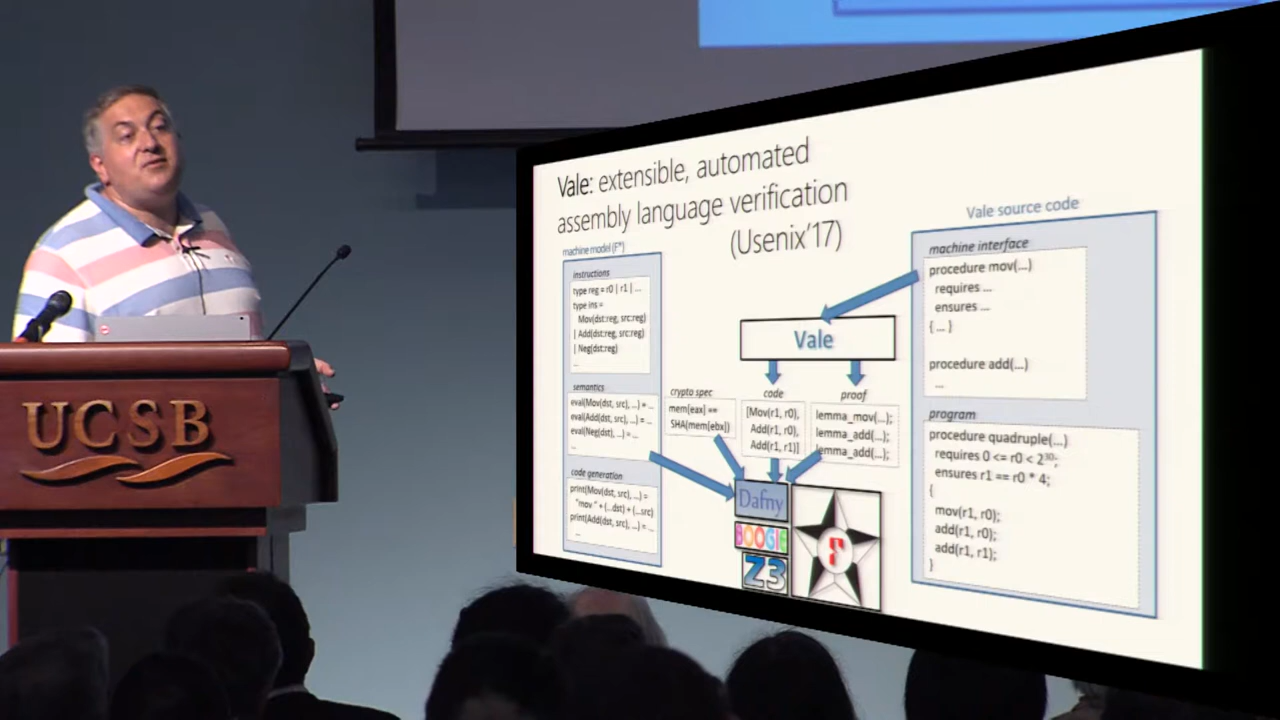 UCSB
Vale: extensible, automated
assembly language verification
(Usenix'17)
machine model (F*)
instructions
type reg = r0 | r1 | ...
type ins =
Mov(dst:reg, src:reg)
| Add(dst:reg, src:reg)
| Neg(dst:reg)
...
semantics
eval(Mov(dst, src), ...) = ...
eval(Add(dst, src), ...) = ...
eval(Neg(dst), ...) = ...
...
code generation
print(Mov(dst, src), ...) =
"mov " + (...dst) + (...src)
print(Add(dst, src), ...) = ...
...
crypto spec
mem[eax] ==
SHA(mem[ebx])
Vale
code
[Mov(r1, r0),
Add(r1, r0),
Add(r1, r1)]
proof
lemma_mov(...);
lemma_add(...);
lemma_add(...);
Dafny
BOOGIE
Z3
F
Vale source code
machine interface
procedure mov(...)
requires ...
ensures ...
{ ... }
procedure add(...)
...
program
procedure quadruple(...)
requires 0 <= r0 < 2³⁰;
ensures r1 == r0 * 4;
{
mov(r1, r0);
add(r1, r0);
add(r1, r1);
}